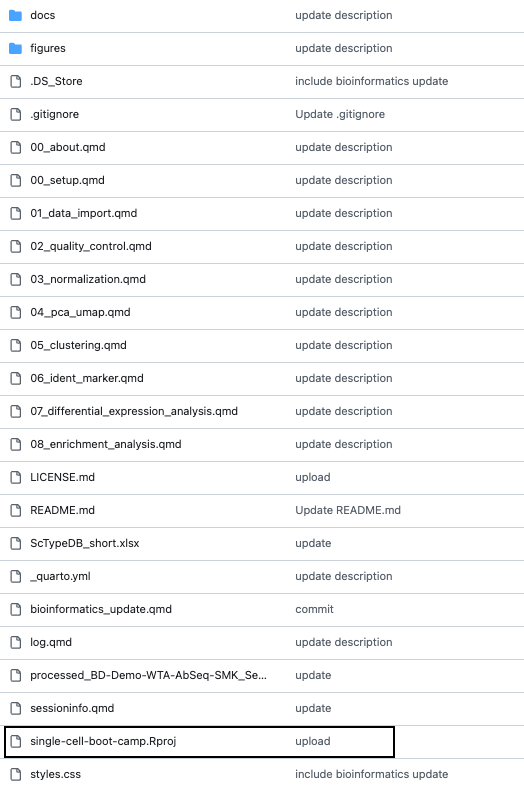 docs update description
figures update description
.DS_Store include bioinformatics update
.gitignore Update .gitignore
00_about.qmd update description
00_setup.qmd update description
01_data_import.qmd update description
02_quality_control.qmd update description
03_normalization.qmd update description
04_pca_umap.qmd update description
05_clustering.qmd update description
06_ident_marker.qmd update description
07_differential_expression_analysis.qmd update description
08_enrichment_analysis.qmd update description
LICENSE.md upload
README.md Update README.md
ScTypeDB_short.xlsx update
_quarto.yml update description
bioinformatics_update.qmd commit
log.qmd update description
processed_BD-Demo-WTA-AbSeq-SMK_Se... update
sessioninfo.qmd update
single-cell-boot-camp.Rproj upload
styles.css include bioinformatics update